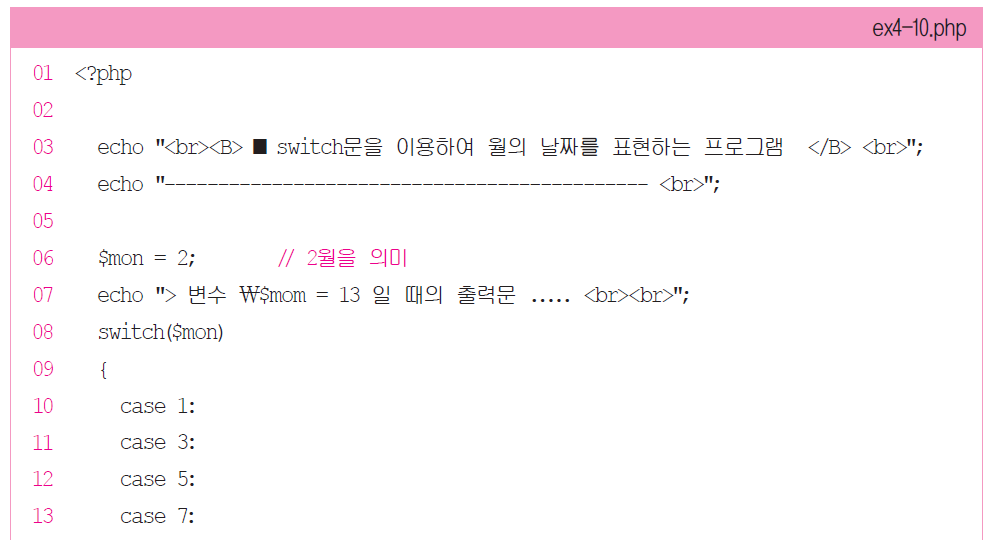 ex4-10.php
01 <?php
02
03 echo "<br><B> ■ switch문을 이용하여 월의 날짜를 표현하는 프로그램 </B> <br>";
04 echo "--------------------------------------------- <br>";
05
06 $mon = 2; // 2월을 의미
07 echo "> 변수 ₩$mom = 13 일 때의 출력문 ..... <br><br>";
08 switch($mon)
09 {
10 case 1:
11 case 3:
12 case 5:
13 case 7: